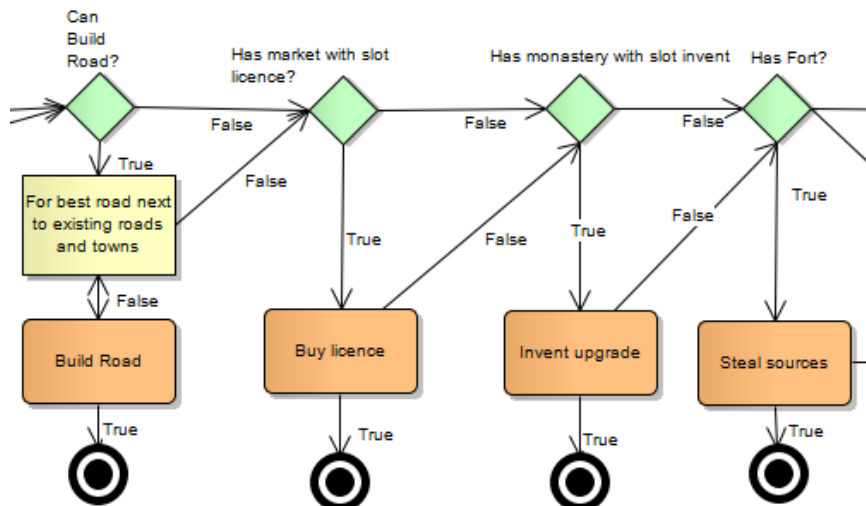 Can
Build
Road?
Has market with slot
licence?
Has monastery with slot invent
Has Fort?
False
False
False
True
False
False
False
For best road next
to existing roads
and towns
True
True
True
False
Build Road
Buy licence
Invent upgrade
Steal sources
True
True
True
True